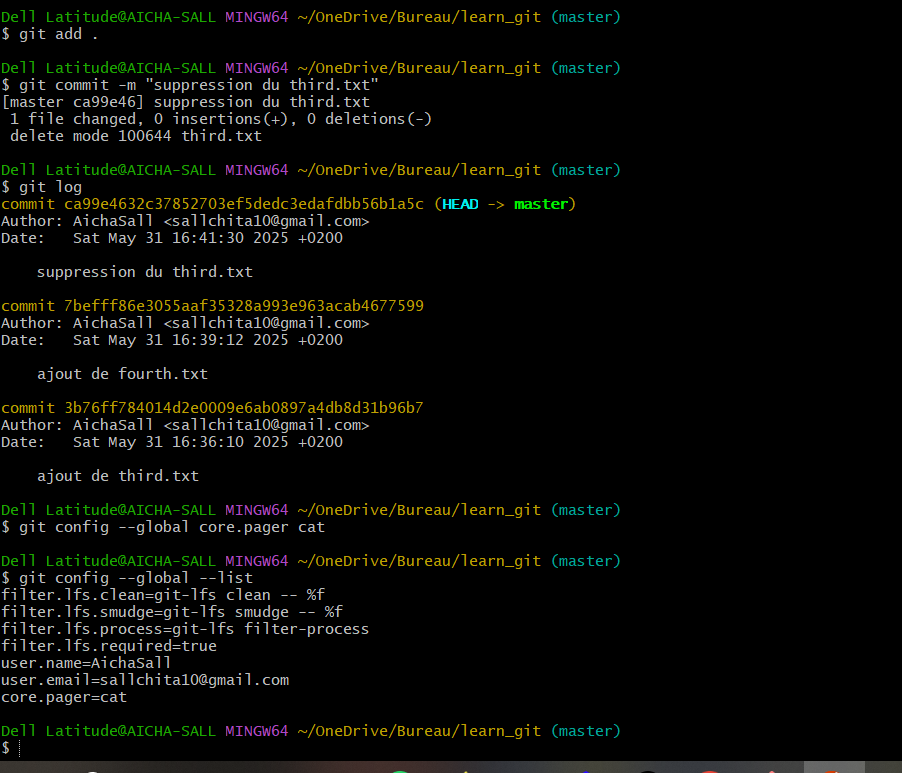 Dell Latitude@AICHA-SALL MINGW64 ~/OneDrive/Bureau/learn_git (master)
$ git add .
Dell Latitude@AICHA-SALL MINGW64 ~/OneDrive/Bureau/learn_git (master)
$ git commit -m "suppression du third.txt"
[master ca99e46] suppression du third.txt
 1 file changed, 0 insertions(+), 0 deletions(-)
 delete mode 100644 third.txt
Dell Latitude@AICHA-SALL MINGW64 ~/OneDrive/Bureau/learn_git (master)
$ git log
commit ca99e4632c37852703ef5dedc3edafdbb56b1a5c (HEAD -> master)
Author: AichaSall <sallchita10@gmail.com>
Date:   Sat May 31 16:41:30 2025 +0200
    suppression du third.txt
commit 7befff86e3055aaf35328a993e963acab4677599
Author: AichaSall <sallchita10@gmail.com>
Date:   Sat May 31 16:39:12 2025 +0200
    ajout de fourth.txt
commit 3b76ff784014d2e0009e6ab0897a4db8d31b96b7
Author: AichaSall <sallchita10@gmail.com>
Date:   Sat May 31 16:36:10 2025 +0200
    ajout de third.txt
Dell Latitude@AICHA-SALL MINGW64 ~/OneDrive/Bureau/learn_git (master)
$ git config --global core.pager cat
Dell Latitude@AICHA-SALL MINGW64 ~/OneDrive/Bureau/learn_git (master)
$ git config --global --list
filter.lfs.clean=git-lfs clean -- %f
filter.lfs.smudge=git-lfs smudge -- %f
filter.lfs.process=git-lfs filter-process
filter.lfs.required=true
user.name=AichaSall
user.email=sallchita10@gmail.com
core.pager=cat
Dell Latitude@AICHA-SALL MINGW64 ~/OneDrive/Bureau/learn_git (master)
$